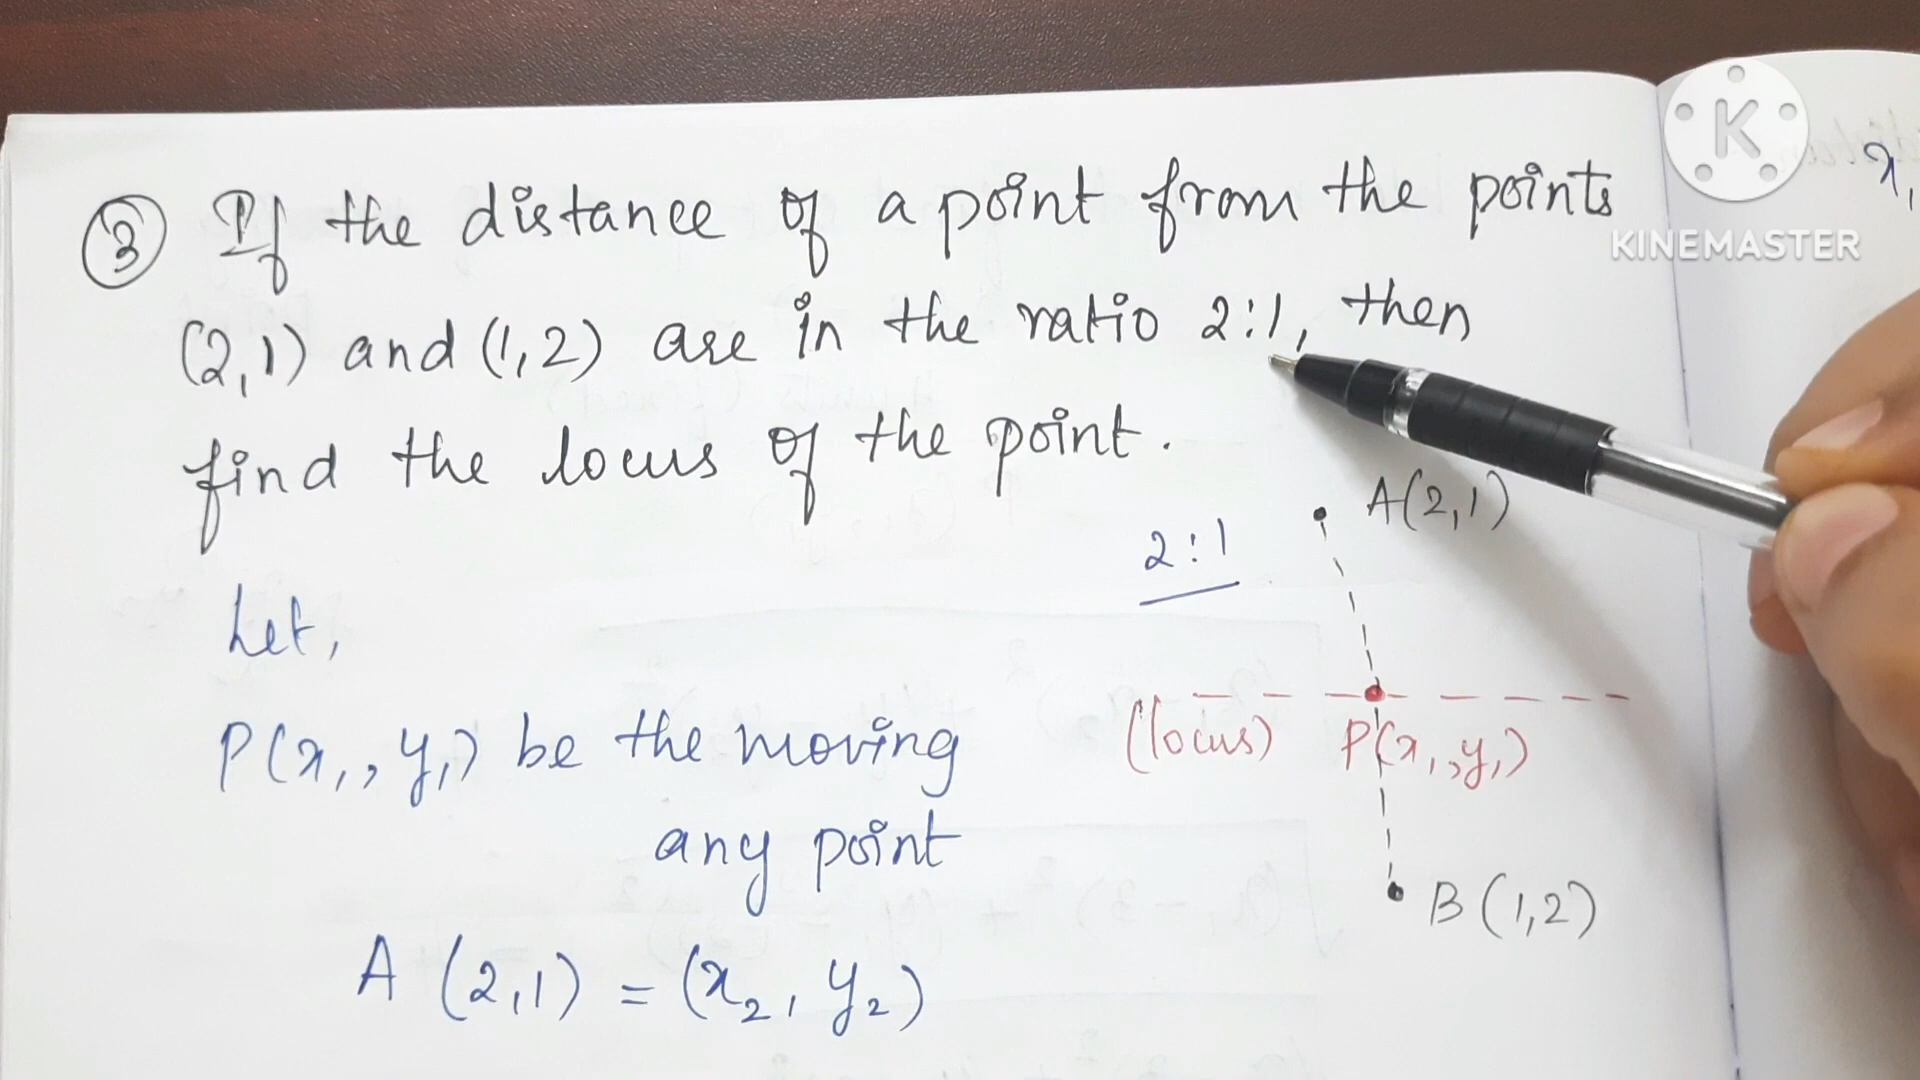 ③ If the distance of a point from the points
(2,1) and (1,2) are in the ratio 2:1, then
find the locus of the point.
2:1
A(2,1)
Let,
P(x₁, y₁) be the moving
any point
(locus) P(x₁, y₁)
B(1,2)
A (2,1) = (x₂, y₂)
K
KINEMASTER
x₁